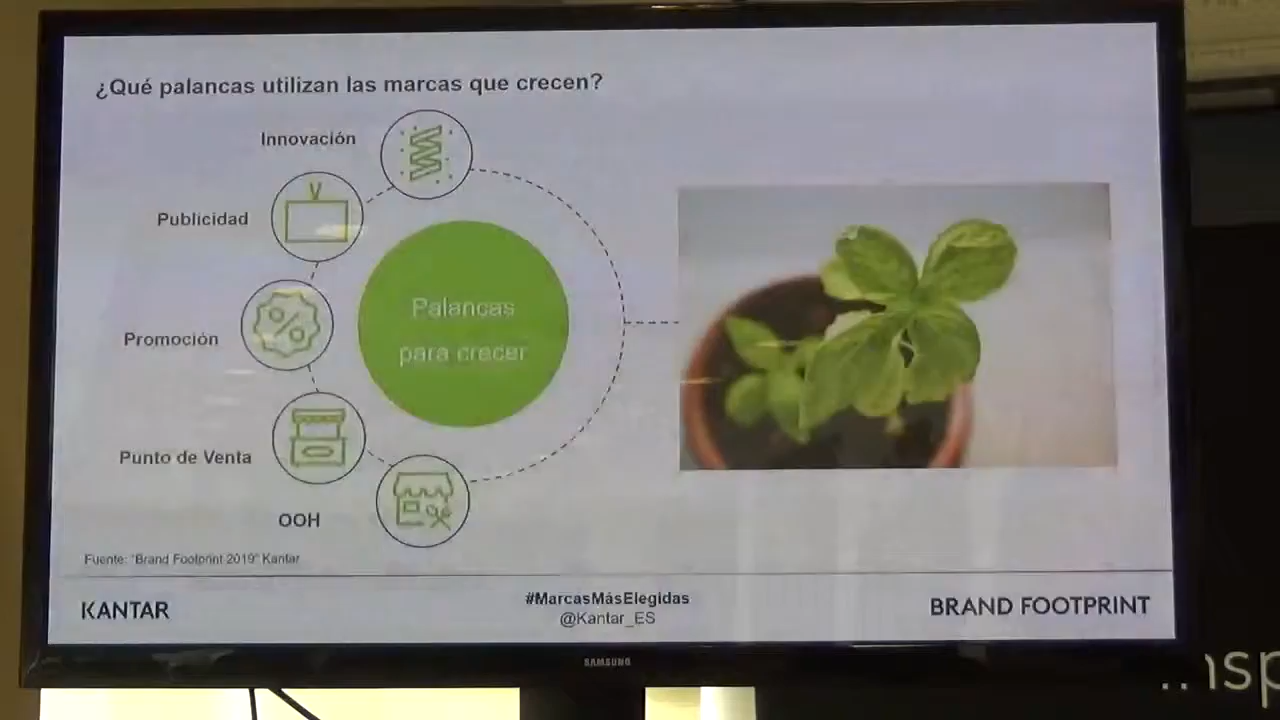 ¿Qué palancas utilizan las marcas que crecen?
Innovación
Publicidad
Promoción
Punto de Venta
OOH
Palancas
para crecer
Fuente: "Brand Footprint 2019" Kantar
KANTAR
#MarcasMásElegidas
@Kantar_ES
BRAND FOOTPRINT
SAMSUNG